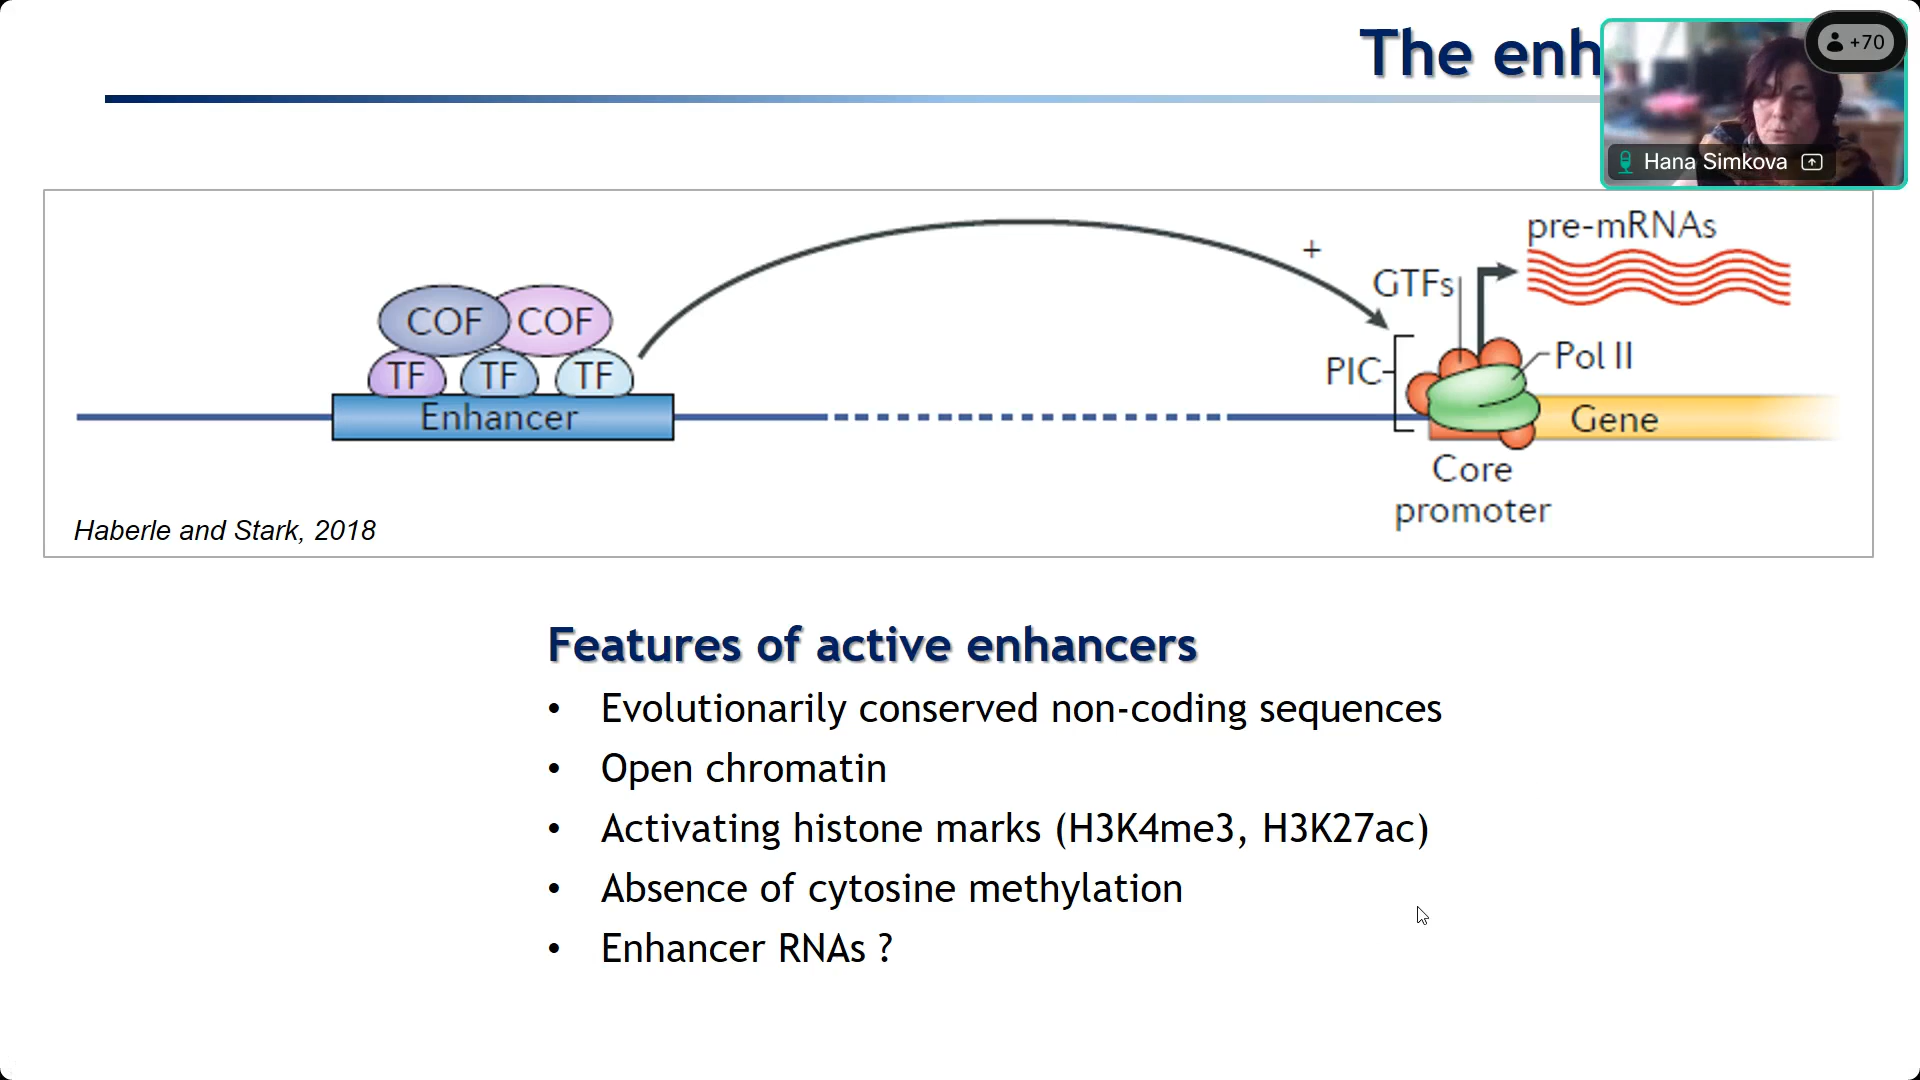 The enh
+70
Hana Simkova
pre-mRNAs
+
GTFs
COF COF
PIC
Pol II
TF TF TF
Enhancer
Gene
Core
promoter
Haberle and Stark, 2018
Features of active enhancers
• Evolutionarily conserved non-coding sequences
• Open chromatin
• Activating histone marks (H3K4me3, H3K27ac)
• Absence of cytosine methylation
• Enhancer RNAs ?